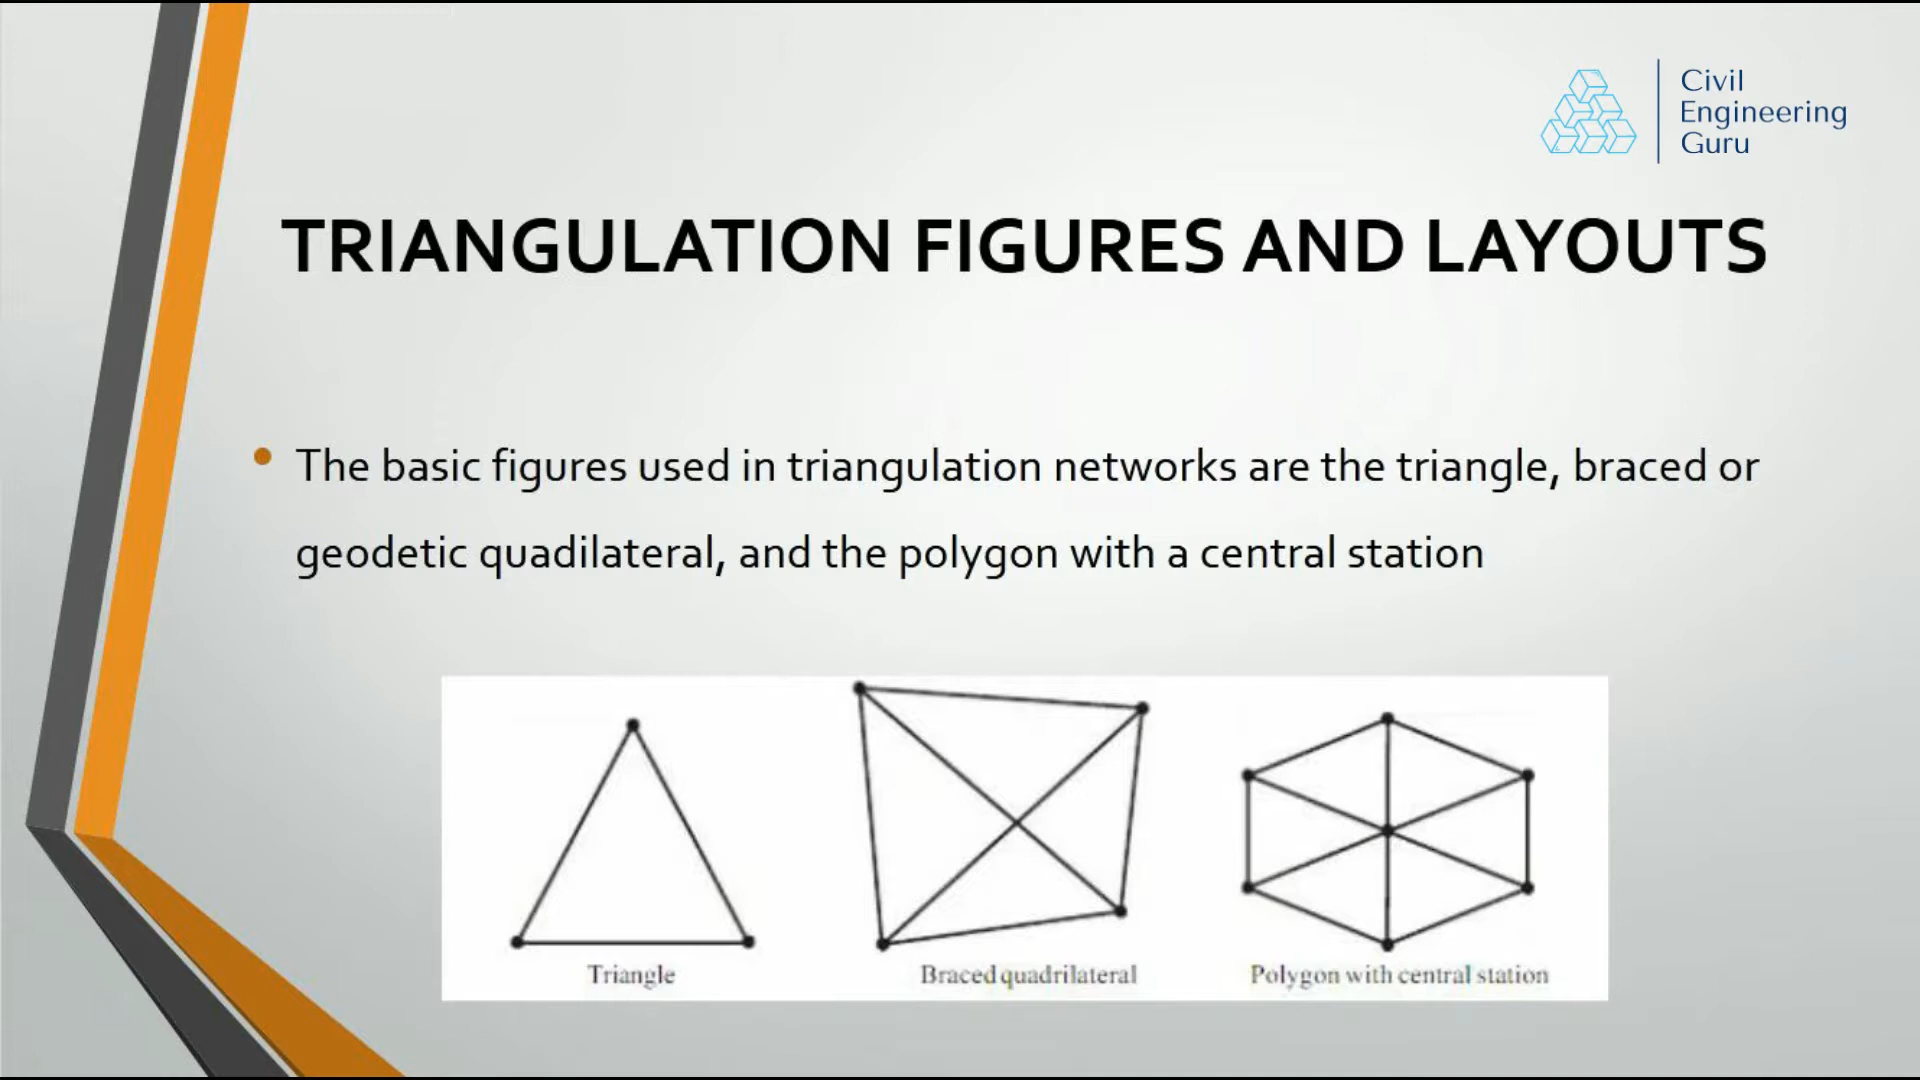 Civil
Engineering
Guru
TRIANGULATION FIGURES AND LAYOUTS
• The basic figures used in triangulation networks are the triangle, braced or
geodetic quadilateral, and the polygon with a central station
Triangle
Braced quadrilateral
Polygon with central station